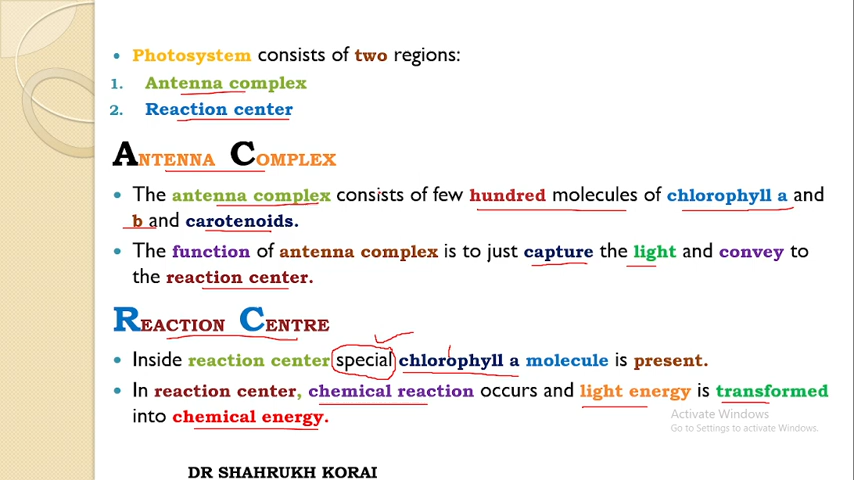 • Photosystem consists of two regions:
1. Antenna complex
2. Reaction center
ANTENNA COMPLEX
• The antenna complex consists of few hundred molecules of chlorophyll a and
b and carotenoids.
• The function of antenna complex is to just capture the light and convey to
the reaction center.
REACTION CENTRE
• Inside reaction center special chlorophyll a molecule is present.
• In reaction center, chemical reaction occurs and light energy is transformed
into chemical energy.
Activate Windows
Go to Settings to activate Windows.
DR SHAHRUKH KORAI